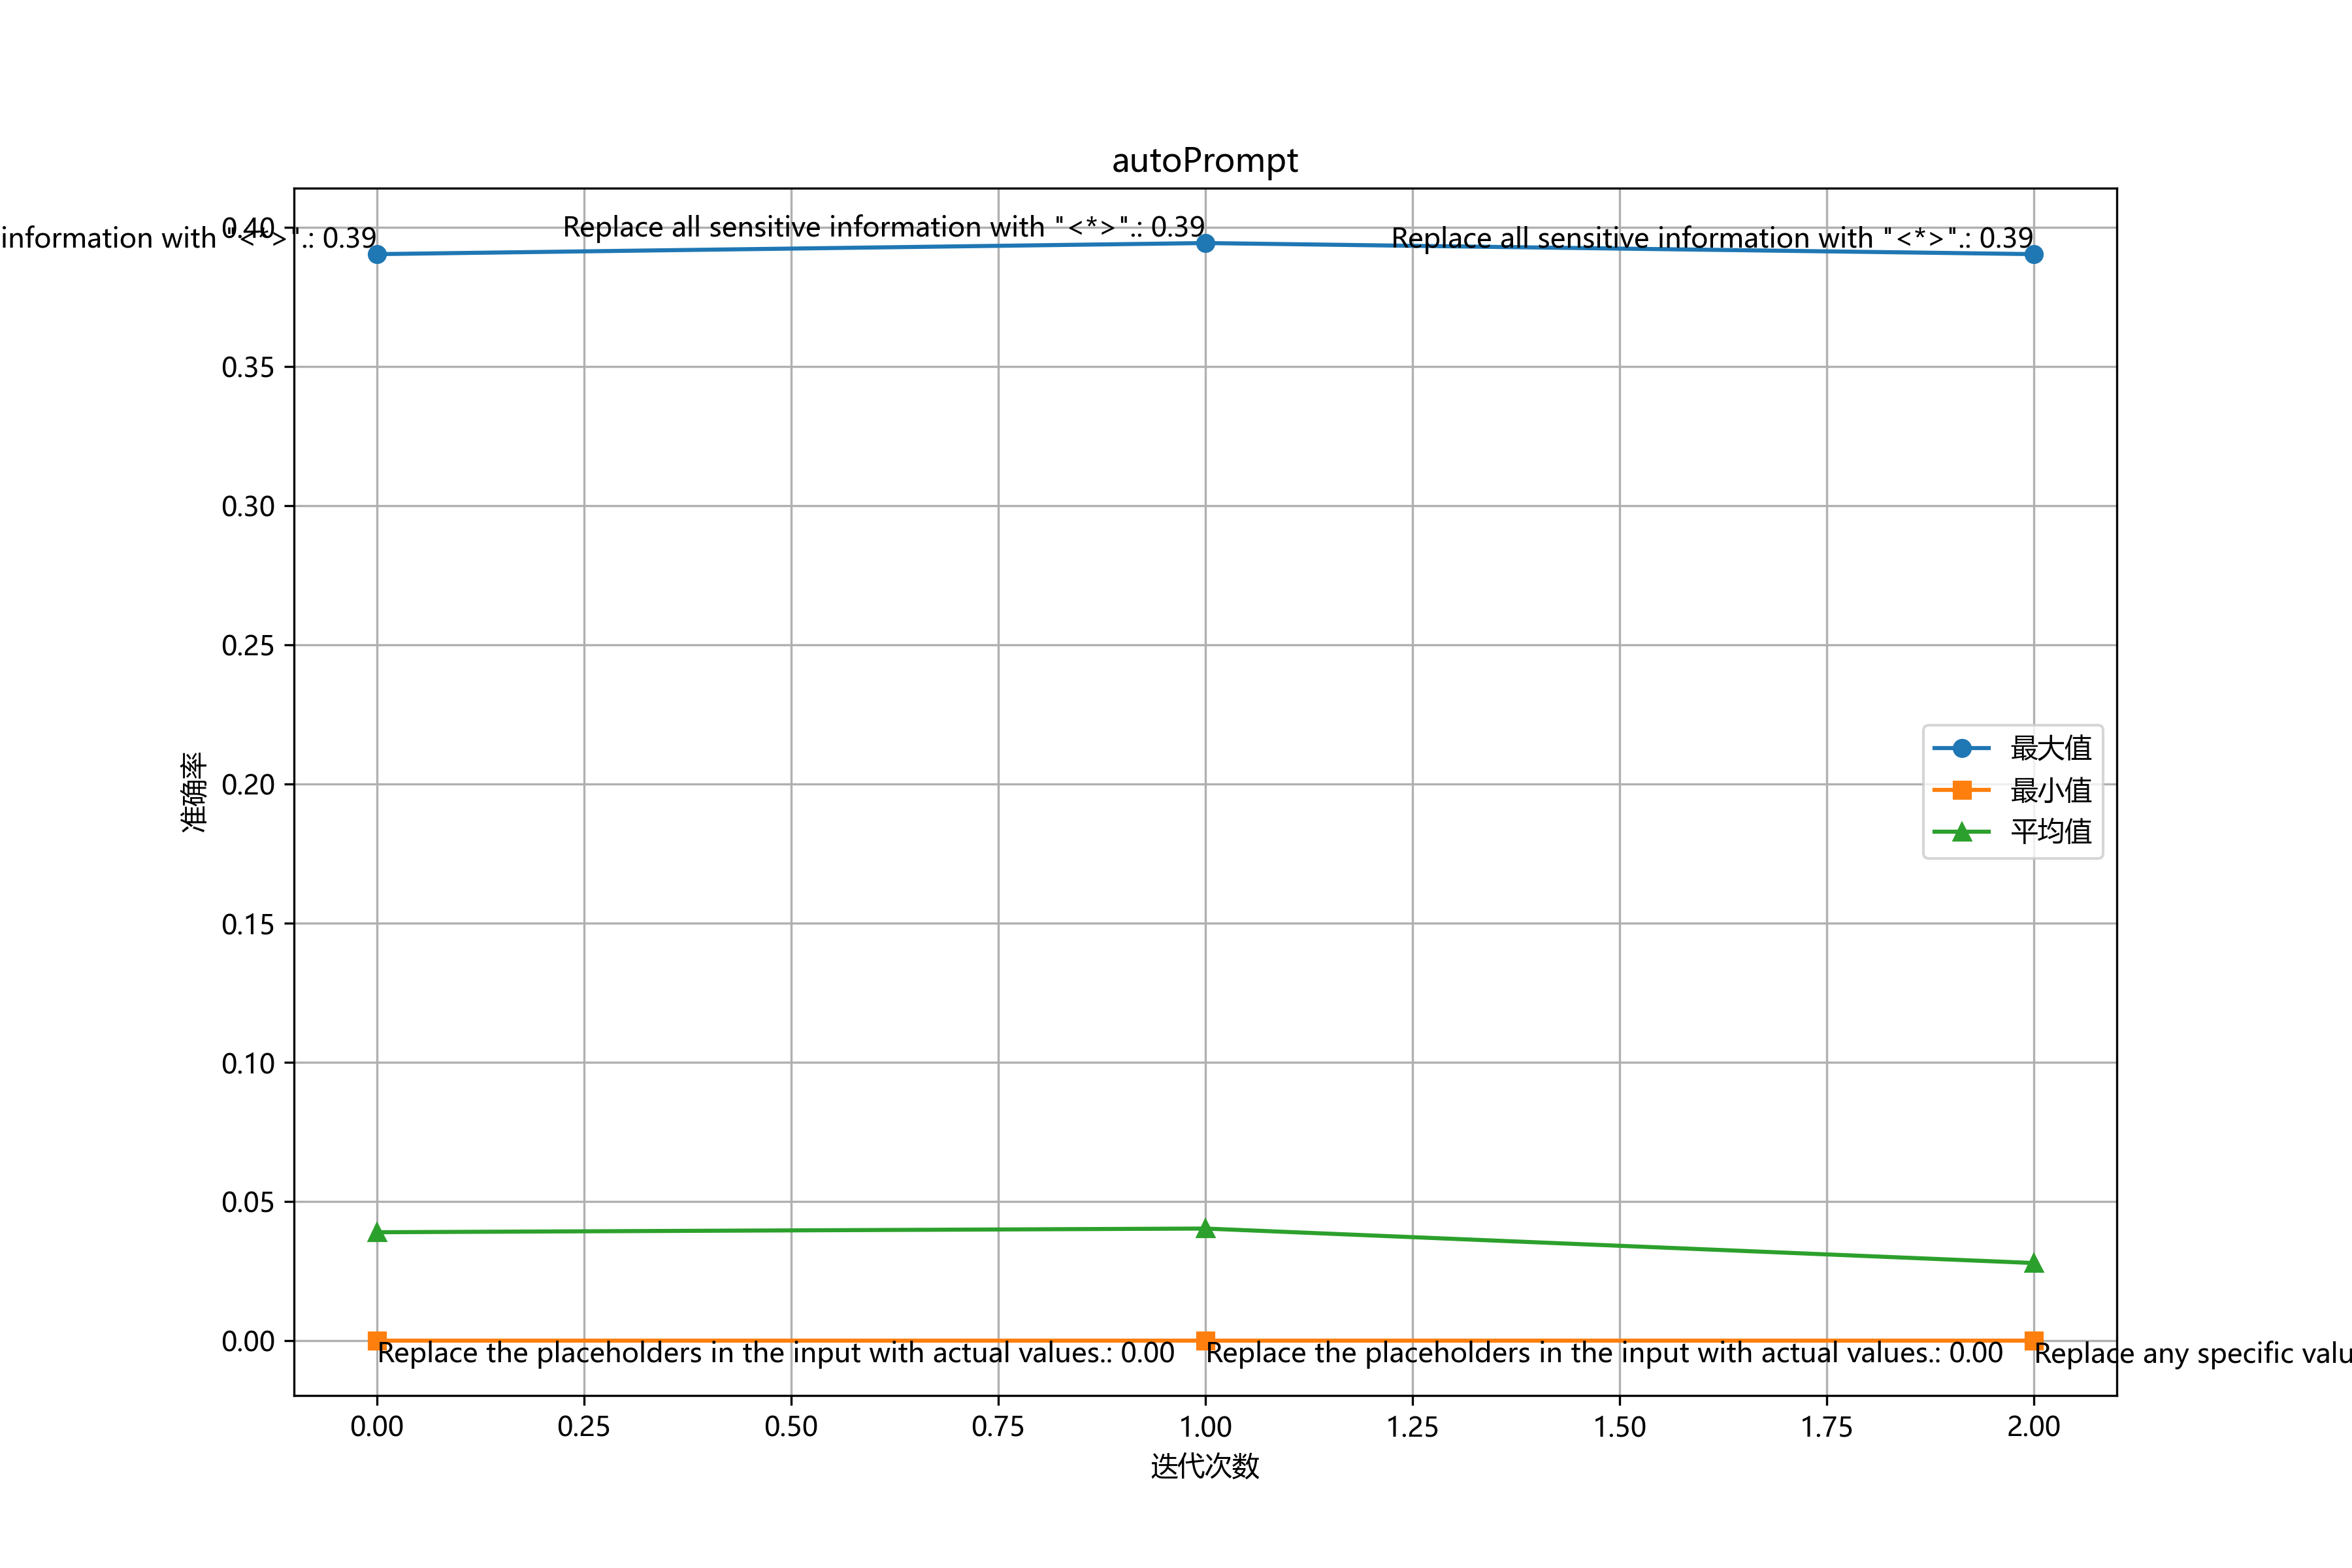 autoPrompt
information with "<*>".: 0.39
Replace all sensitive information with "<*>".: 0.39
Replace all sensitive information with "<*>".: 0.39
0.40
0.35
0.30
0.25
0.20
0.15
0.10
0.05
0.00
准确率
最大值
最小值
平均值
Replace the placeholders in the input with actual values.: 0.00
Replace the placeholders in the input with actual values.: 0.00
Replace any specific valu
0.00 0.25 0.50 0.75 1.00 1.25 1.50 1.75 2.00
迭代次数